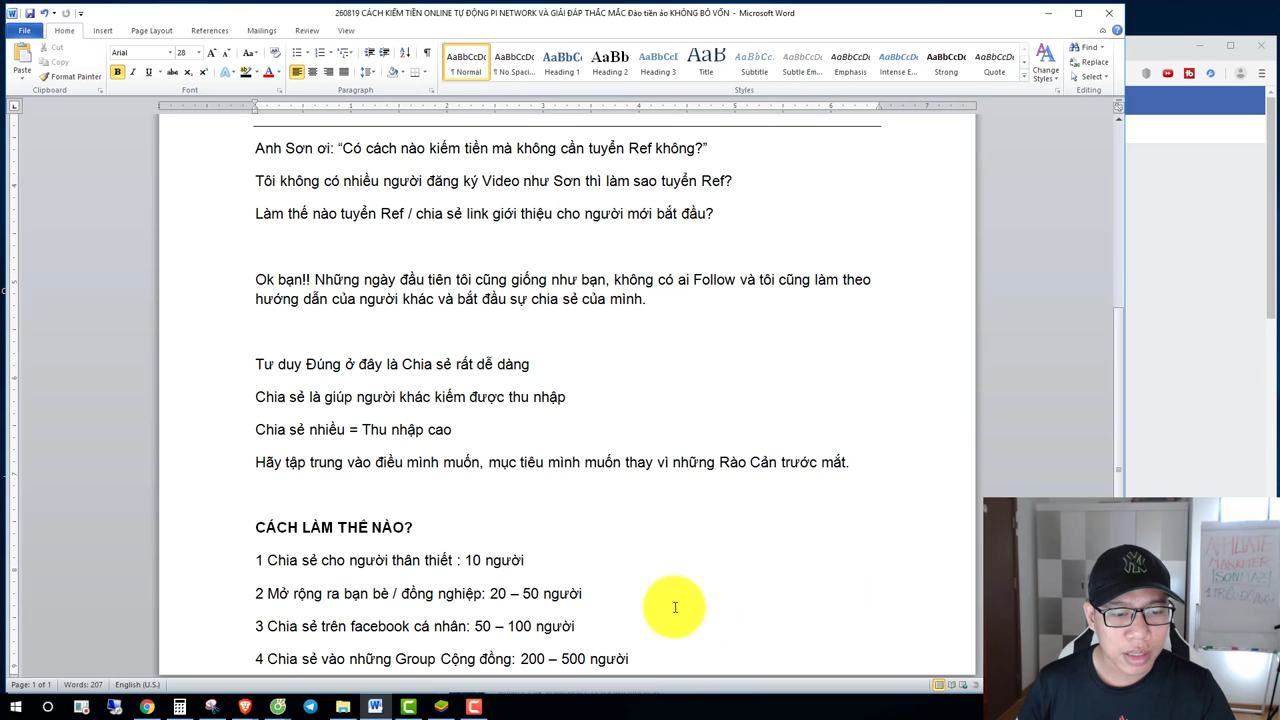 260819 CÁCH KIẾM TIỀN ONLINE TỰ ĐỘNG PI NETWORK VÀ GIẢI ĐÁP THẮC MẮC Đào tiền ảo KHÔNG BỎ VỐN - Microsoft Word
File Home Insert Page Layout References Mailings Review View
Paste
Cut
Copy
Format Painter
Clipboard
Arial 28
Font
Paragraph
AaBbCcDc AaBbCcDc AaBbC AaBbC AaBbCcI AaB AaBbCcDc AaBbCcDc AaBbCcDc AaBbCcDc AaBbCcDc AaBbCcDc
¶ Normal ¶ No Spaci... Heading 1 Heading 2 Heading 3 Title Subtitle Subtle Em... Emphasis Intense E... Strong Quote
Change Styles
Styles
Find
Replace
Select
Editing
Anh Sơn ơi: “Có cách nào kiếm tiền mà không cần tuyển Ref không?”
Tôi không có nhiều người đăng ký Video như Sơn thì làm sao tuyển Ref?
Làm thế nào tuyển Ref / chia sẻ link giới thiệu cho người mới bắt đầu?
Ok bạn!! Những ngày đầu tiên tôi cũng giống như bạn, không có ai Follow và tôi cũng làm theo
hướng dẫn của người khác và bắt đầu sự chia sẻ của mình.
Tư duy Đúng ở đây là Chia sẻ rất dễ dàng
Chia sẻ là giúp người khác kiếm được thu nhập
Chia sẻ nhiều = Thu nhập cao
Hãy tập trung vào điều mình muốn, mục tiêu mình muốn thay vì những Rào Cản trước mắt.
CÁCH LÀM THẾ NÀO?
1 Chia sẻ cho người thân thiết : 10 người
2 Mở rộng ra bạn bè / đồng nghiệp: 20 – 50 người
3 Chia sẻ trên facebook cá nhân: 50 – 100 người
4 Chia sẻ vào những Group Cộng đồng: 200 – 500 người
AFFILIATE
MARKETER
Page: 1 of 1 Words: 207 English (U.S.)